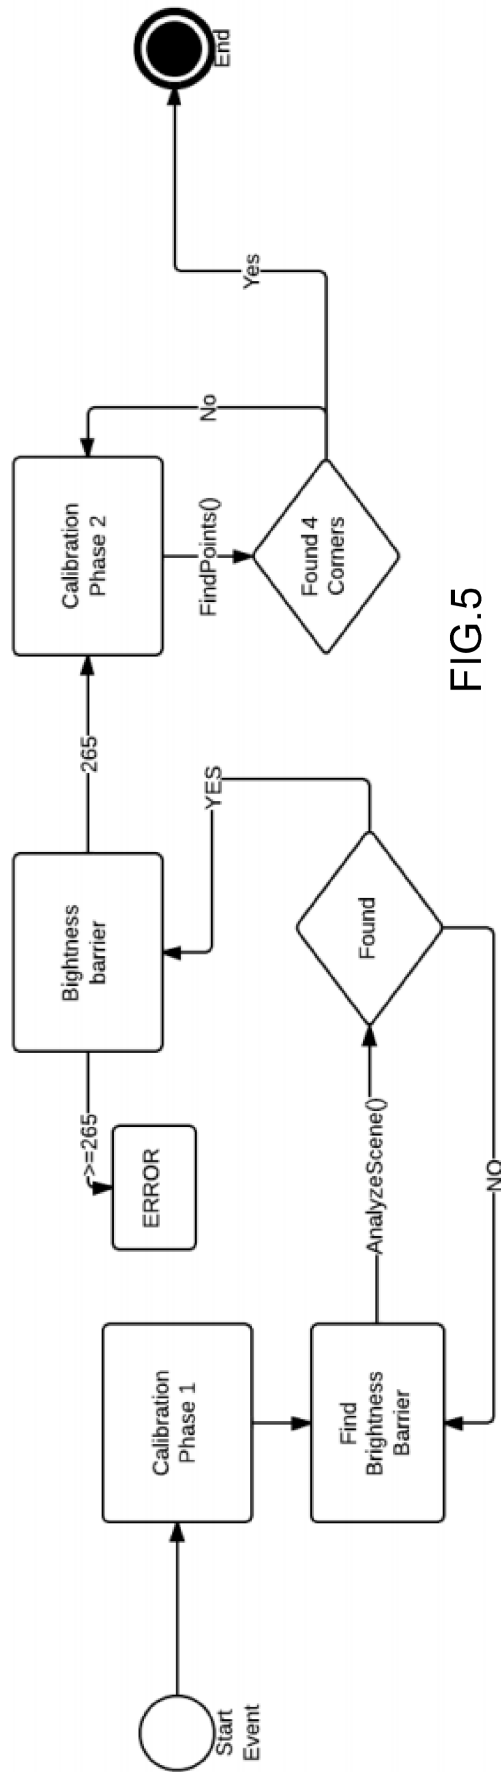 Start
Event
Calibration
Phase 1
Find
Brightness
Barrier
AnalyzeScene()
Found
NO
YES
Bightness
barrier
>=265
ERROR
265
Calibration
Phase 2
FindPoints()
Found 4
Corners
No
Yes
End
FIG.5